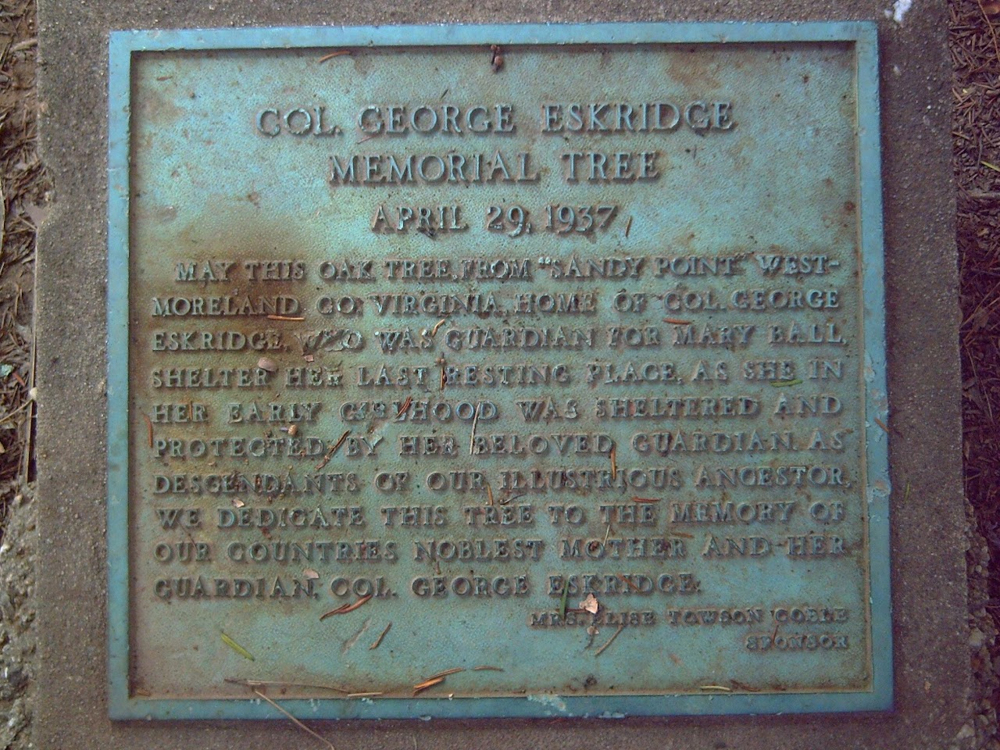 COL. GEORGE ESKRIDGE
MEMORIAL TREE
APRIL 29, 1937
MAY THIS OAK TREE, FROM "SANDY POINT" WEST-
MORELAND CO. VIRGINIA, HOME OF COL. GEORGE
ESKRIDGE, WHO WAS GUARDIAN FOR MARY BALL,
SHELTER HER LAST RESTING PLACE, AS SHE IN
HER EARLY GIRLHOOD WAS SHELTERED AND
PROTECTED BY HER BELOVED GUARDIAN. AS
DESCENDANTS OF OUR ILLUSTRIOUS ANCESTOR,
WE DEDICATE THIS TREE TO THE MEMORY OF
OUR COUNTRIES NOBLEST MOTHER AND HER
GUARDIAN, COL. GEORGE ESKRIDGE.
MRS. ELISE TOWSON COBLE
SPONSOR